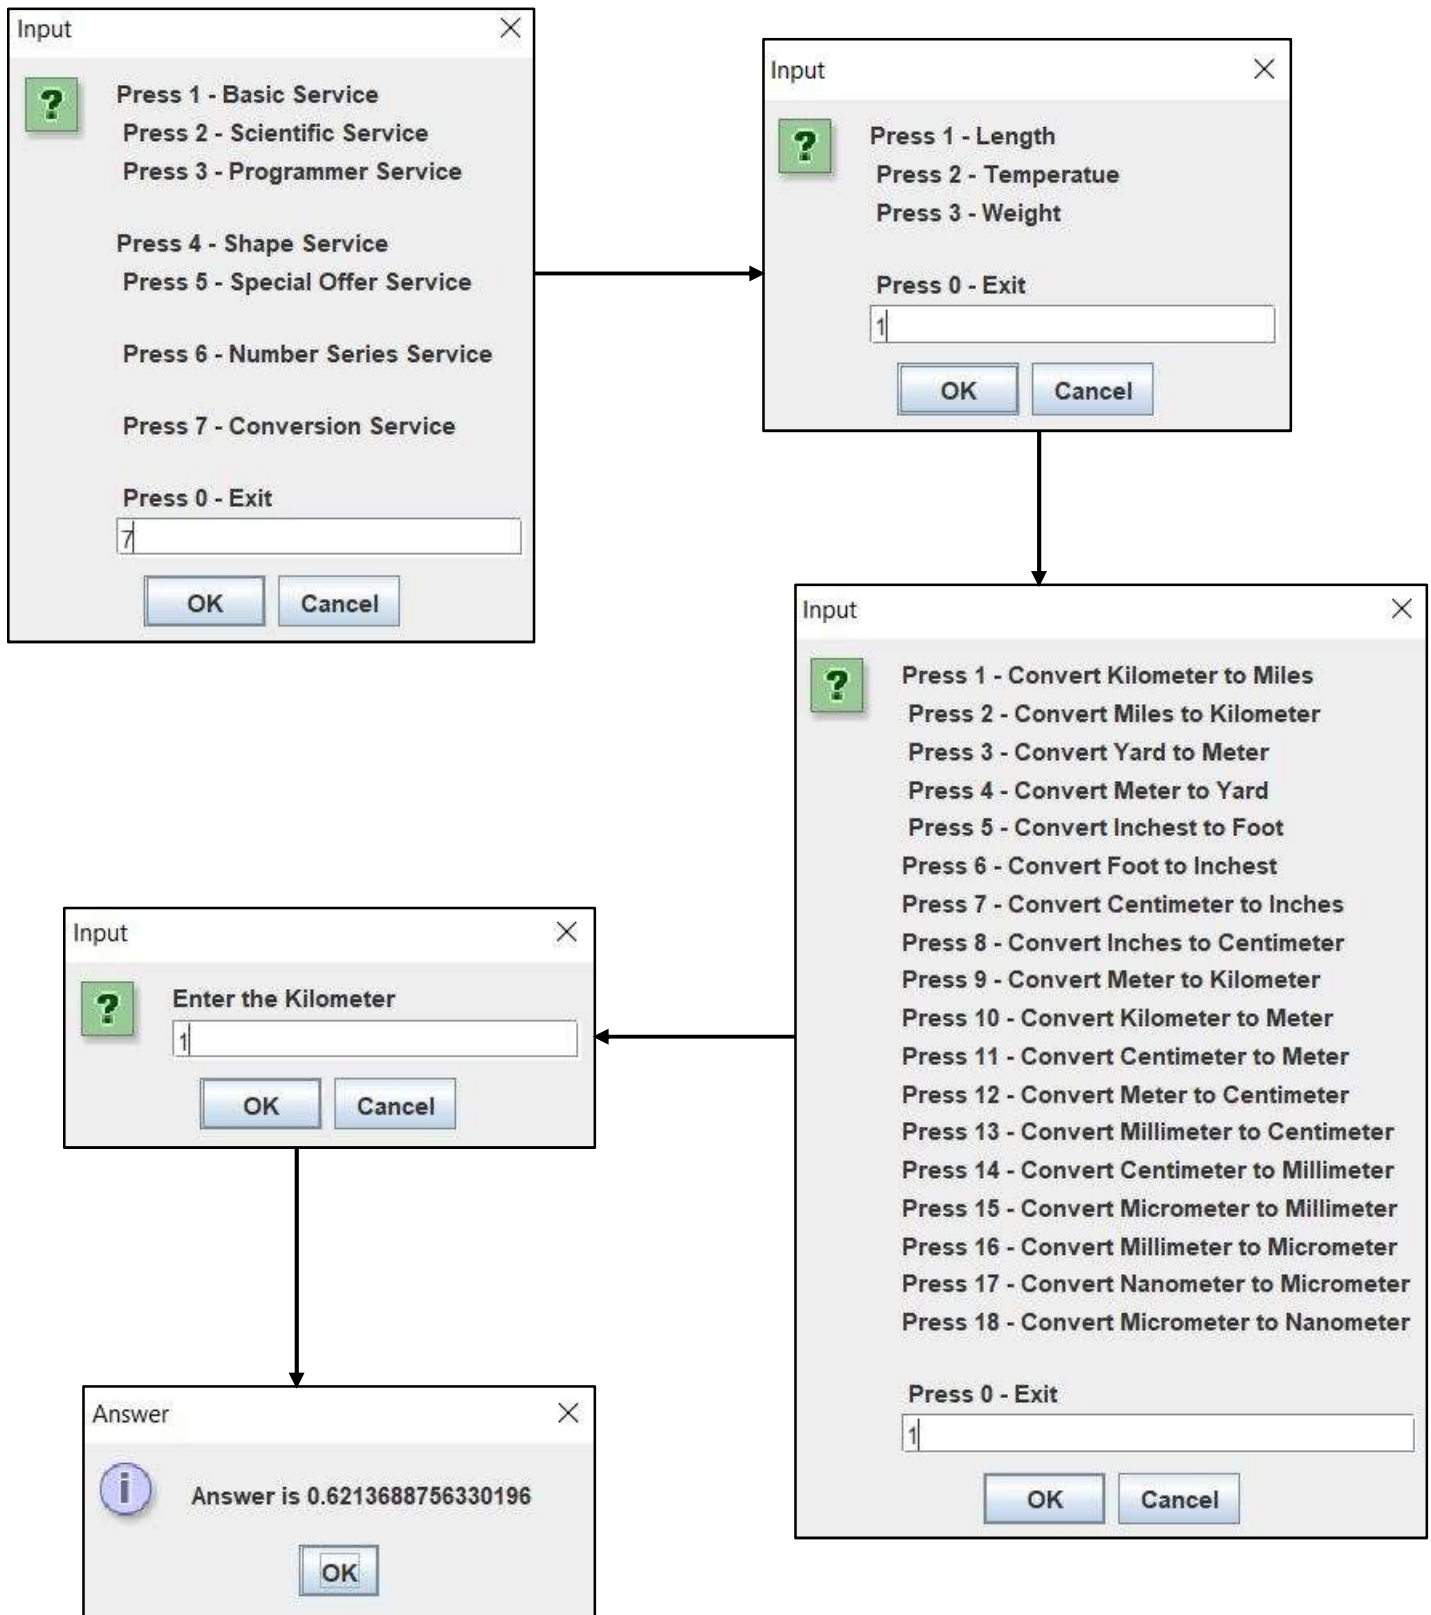 Input
Press 1 - Basic Service
Press 2 - Scientific Service
Press 3 - Programmer Service
Press 4 - Shape Service
Press 5 - Special Offer Service
Press 6 - Number Series Service
Press 7 - Conversion Service
Press 0 - Exit
7
OK Cancel
Input
Press 1 - Length
Press 2 - Temperatue
Press 3 - Weight
Press 0 - Exit
1
OK Cancel
Input
Press 1 - Convert Kilometer to Miles
Press 2 - Convert Miles to Kilometer
Press 3 - Convert Yard to Meter
Press 4 - Convert Meter to Yard
Press 5 - Convert Inchest to Foot
Press 6 - Convert Foot to Inchest
Press 7 - Convert Centimeter to Inches
Press 8 - Convert Inches to Centimeter
Press 9 - Convert Meter to Kilometer
Press 10 - Convert Kilometer to Meter
Press 11 - Convert Centimeter to Meter
Press 12 - Convert Meter to Centimeter
Press 13 - Convert Millimeter to Centimeter
Press 14 - Convert Centimeter to Millimeter
Press 15 - Convert Micrometer to Millimeter
Press 16 - Convert Millimeter to Micrometer
Press 17 - Convert Nanometer to Micrometer
Press 18 - Convert Micrometer to Nanometer
Press 0 - Exit
1
OK Cancel
Input
Enter the Kilometer
1
OK Cancel
Answer
Answer is 0.6213688756330196
OK